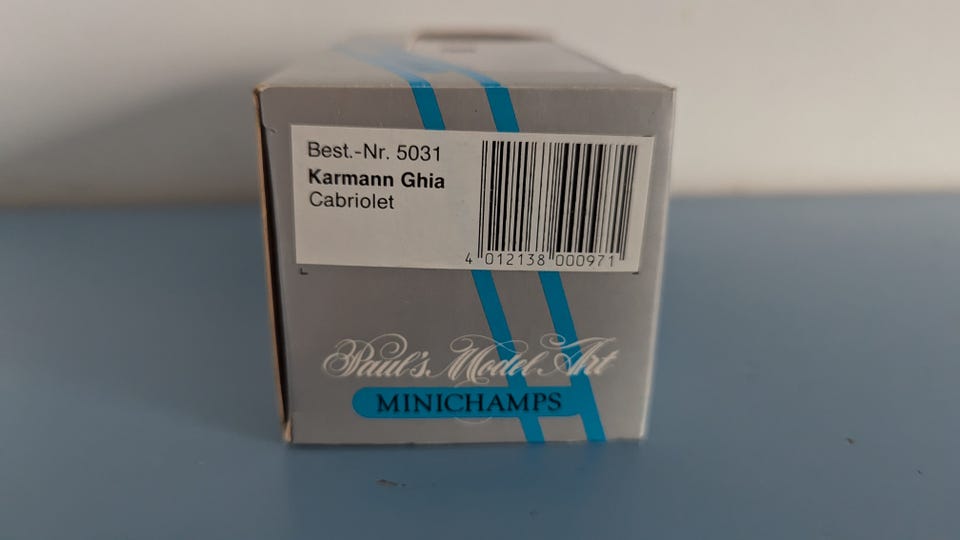 Best.-Nr. 5031
Karmann Ghia
Cabriolet
4 012138 000971
Paul's Model Art
MINICHAMPS